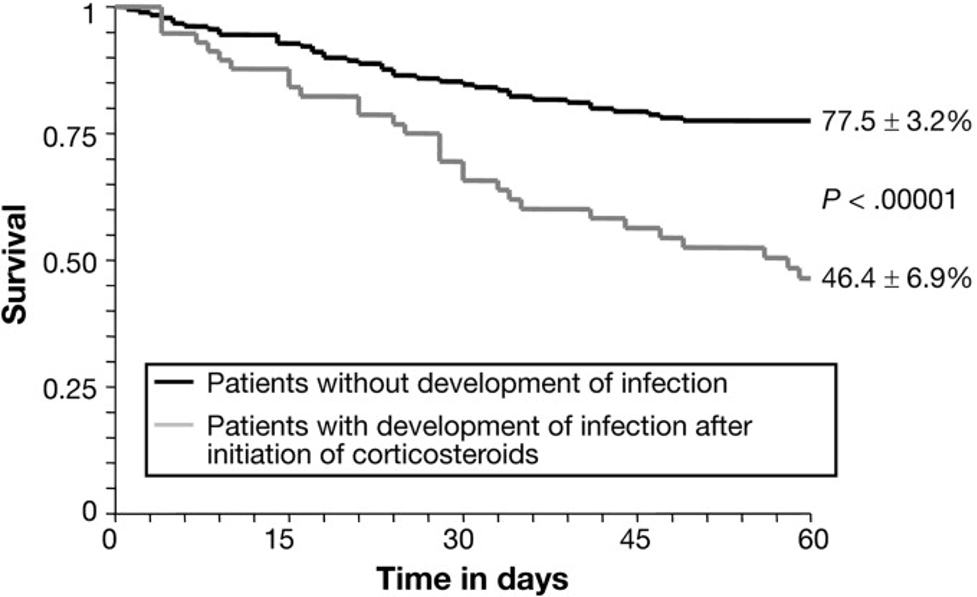 1
0.75
0.50
0.25
0
Survival
77.5 ± 3.2%
P < .00001
46.4 ± 6.9%
Patients without development of infection
Patients with development of infection after
initiation of corticosteroids
0 15 30 45 60
Time in days